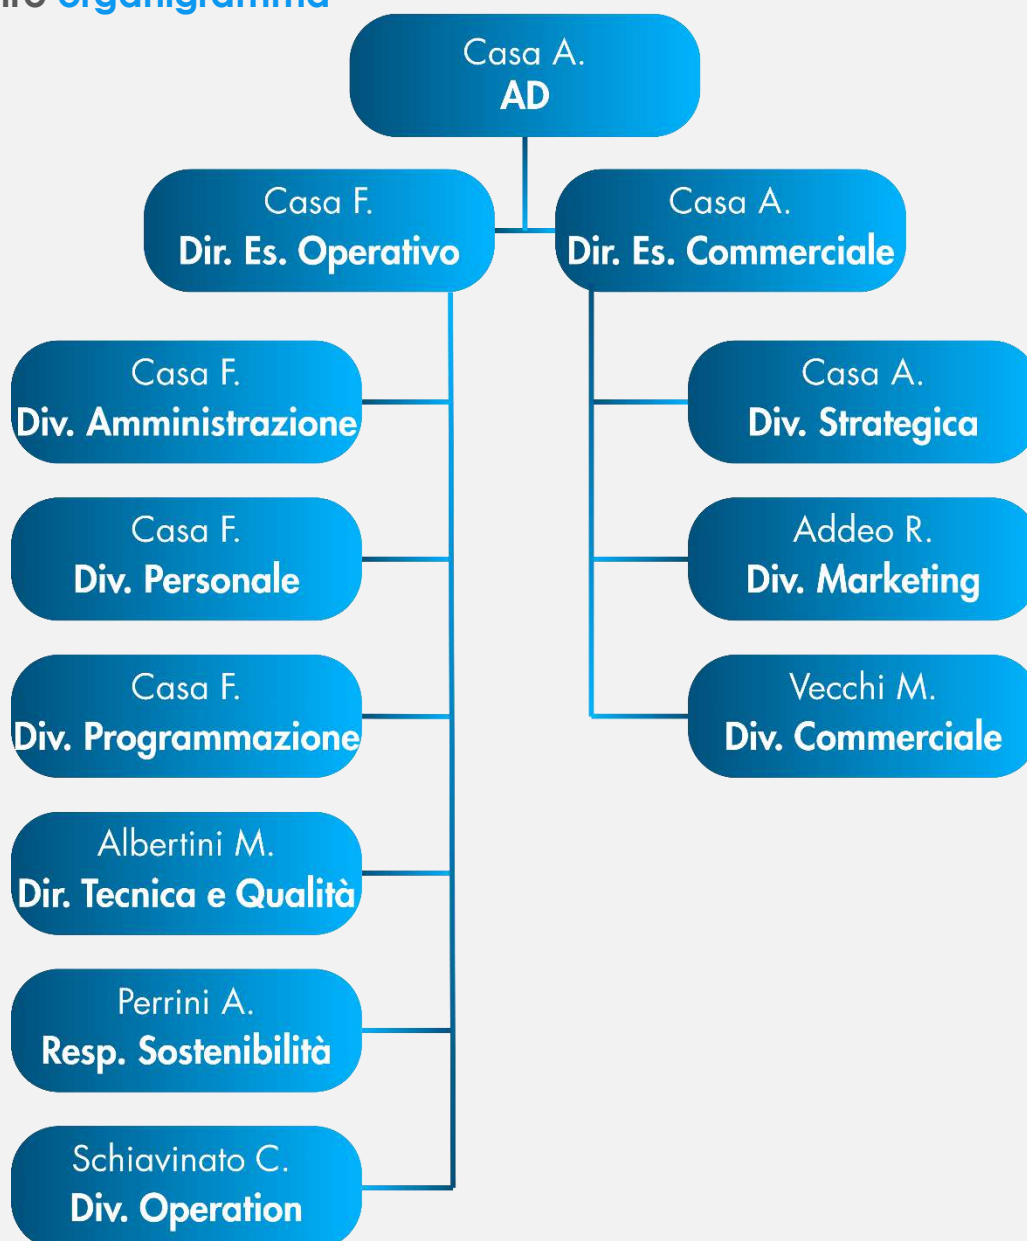 organigramma
Casa A.
AD
Casa F.
Dir. Es. Operativo
Casa A.
Dir. Es. Commerciale
Casa F.
Div. Amministrazione
Casa F.
Div. Personale
Casa F.
Div. Programmazione
Albertini M.
Dir. Tecnica e Qualità
Perrini A.
Resp. Sostenibilità
Schiavinato C.
Div. Operation
Casa A.
Div. Strategica
Addeo R.
Div. Marketing
Vecchi M.
Div. Commerciale